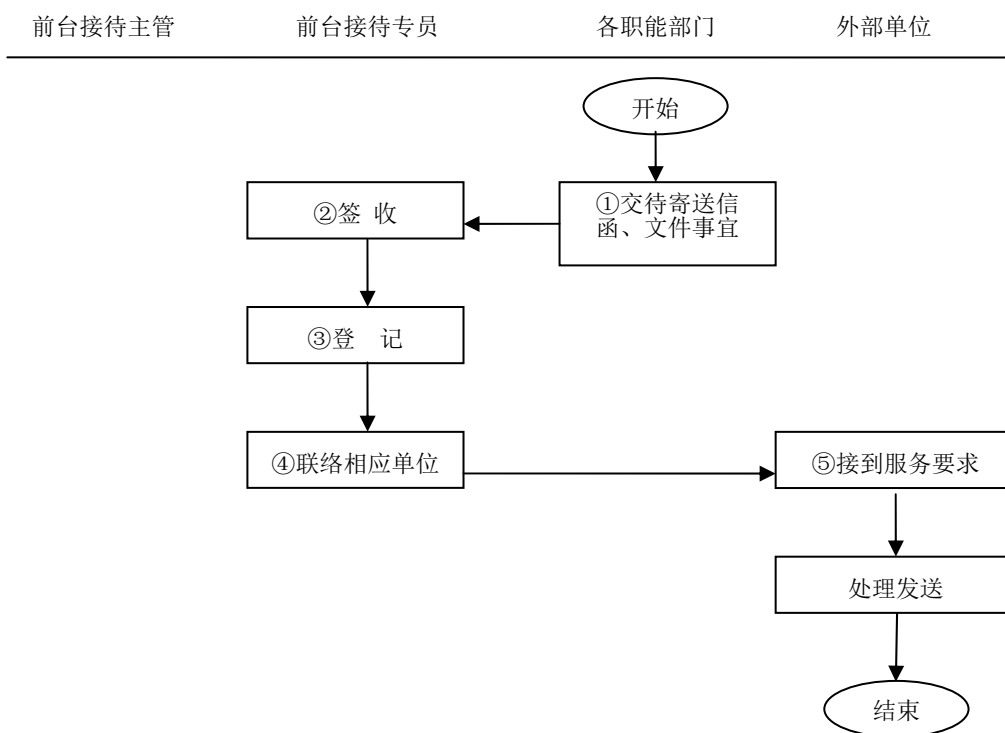 前台接待主管 前台接待专员 各职能部门 外部单位
开始
①交待寄送信
函、文件事宜
②签 收
③登 记
④联络相应单位
⑤接到服务要求
处理发送
结束